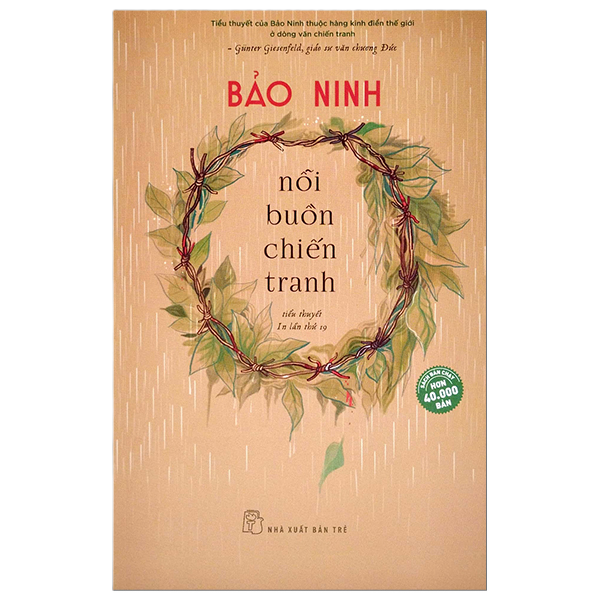 Tiểu thuyết của Bảo Ninh thuộc hàng kinh điển thế giới
ở dòng văn chiến tranh
- Günter Giesenfeld, giáo sư văn chương Đức
BẢO NINH
nỗi
buồn
chiến
tranh
tiểu thuyết
In lần thứ 19
SÁCH BÁN CHẠY
HƠN
40.000
BẢN
NHÀ XUẤT BẢN TRẺ